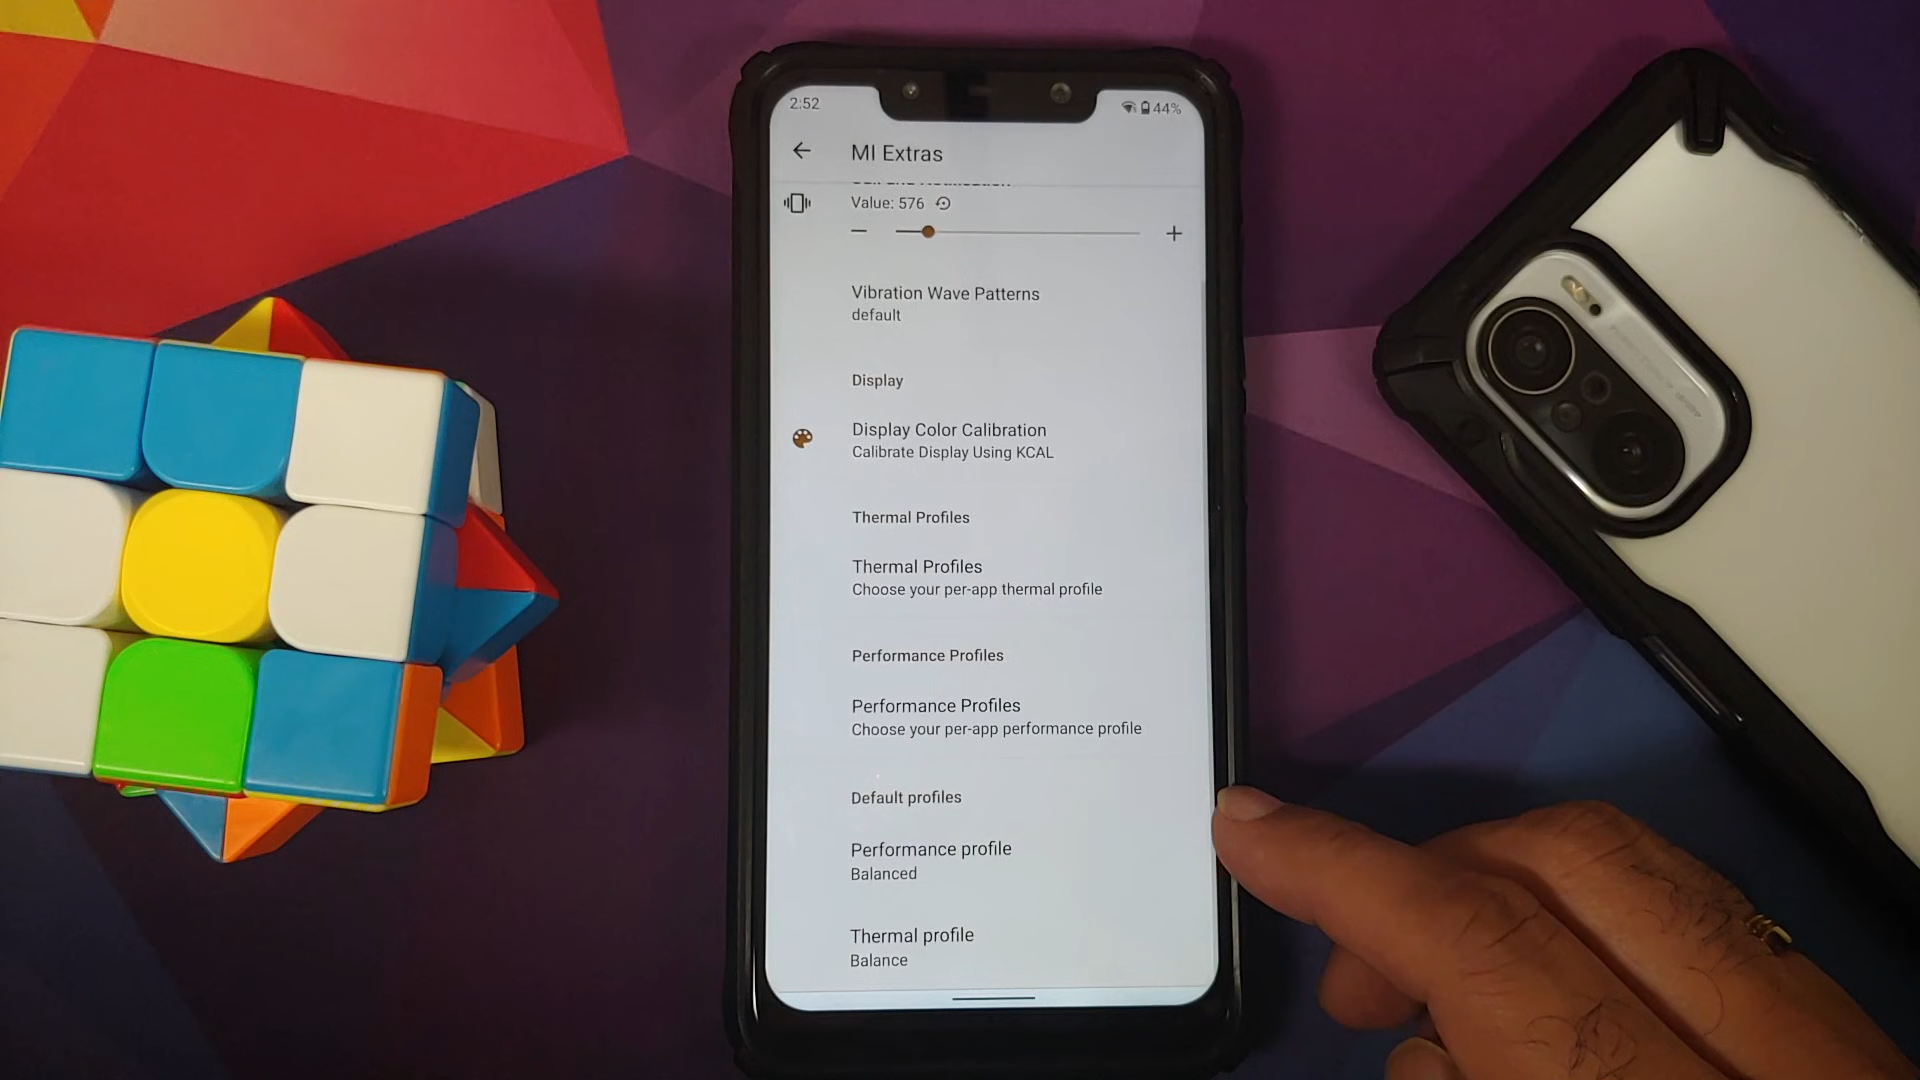 2:52
44%
MI Extras
Value: 576
Vibration Wave Patterns
default
Display
Display Color Calibration
Calibrate Display Using KCAL
Thermal Profiles
Thermal Profiles
Choose your per-app thermal profile
Performance Profiles
Performance Profiles
Choose your per-app performance profile
Default profiles
Performance profile
Balanced
Thermal profile
Balance